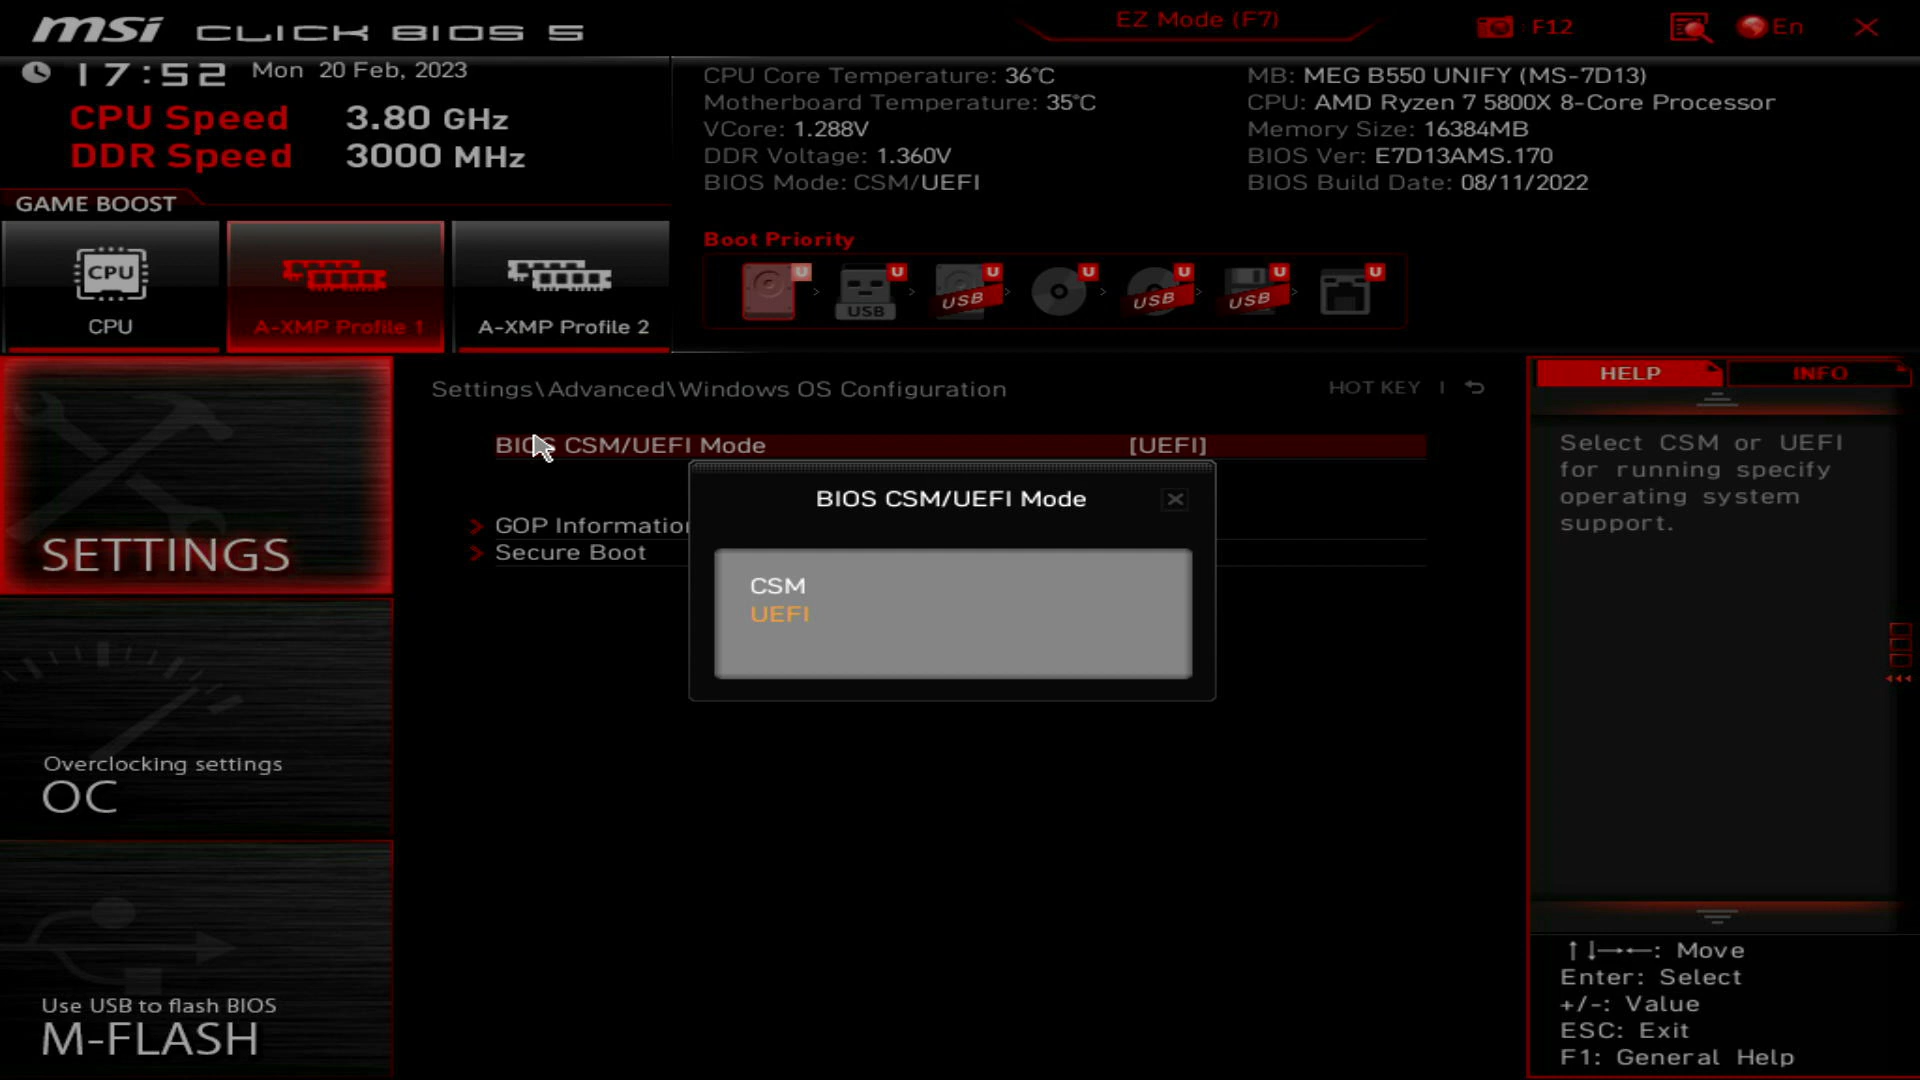 msi CLICK BIOS 5
EZ Mode (F7)
: F12
En
17:52 Mon 20 Feb, 2023
CPU Speed 3.80 GHz
DDR Speed 3000 MHz
CPU Core Temperature: 36°C
Motherboard Temperature: 35°C
VCore: 1.288V
DDR Voltage: 1.360V
BIOS Mode: CSM/UEFI
MB: MEG B550 UNIFY (MS-7D13)
CPU: AMD Ryzen 7 5800X 8-Core Processor
Memory Size: 16384MB
BIOS Ver: E7D13AMS.170
BIOS Build Date: 08/11/2022
GAME BOOST
CPU
CPU
A-XMP Profile 1
A-XMP Profile 2
Boot Priority
U U U U U U U
USB USB USB USB
SETTINGS
Overclocking settings
OC
Use USB to flash BIOS
M-FLASH
Settings\Advanced\Windows OS Configuration
HOT KEY |
BIOS CSM/UEFI Mode [UEFI]
> GOP Information
> Secure Boot
BIOS CSM/UEFI Mode
CSM
UEFI
HELP
INFO
Select CSM or UEFI
for running specify
operating system
support.
↑↓→←: Move
Enter: Select
+/-: Value
ESC: Exit
F1: General Help